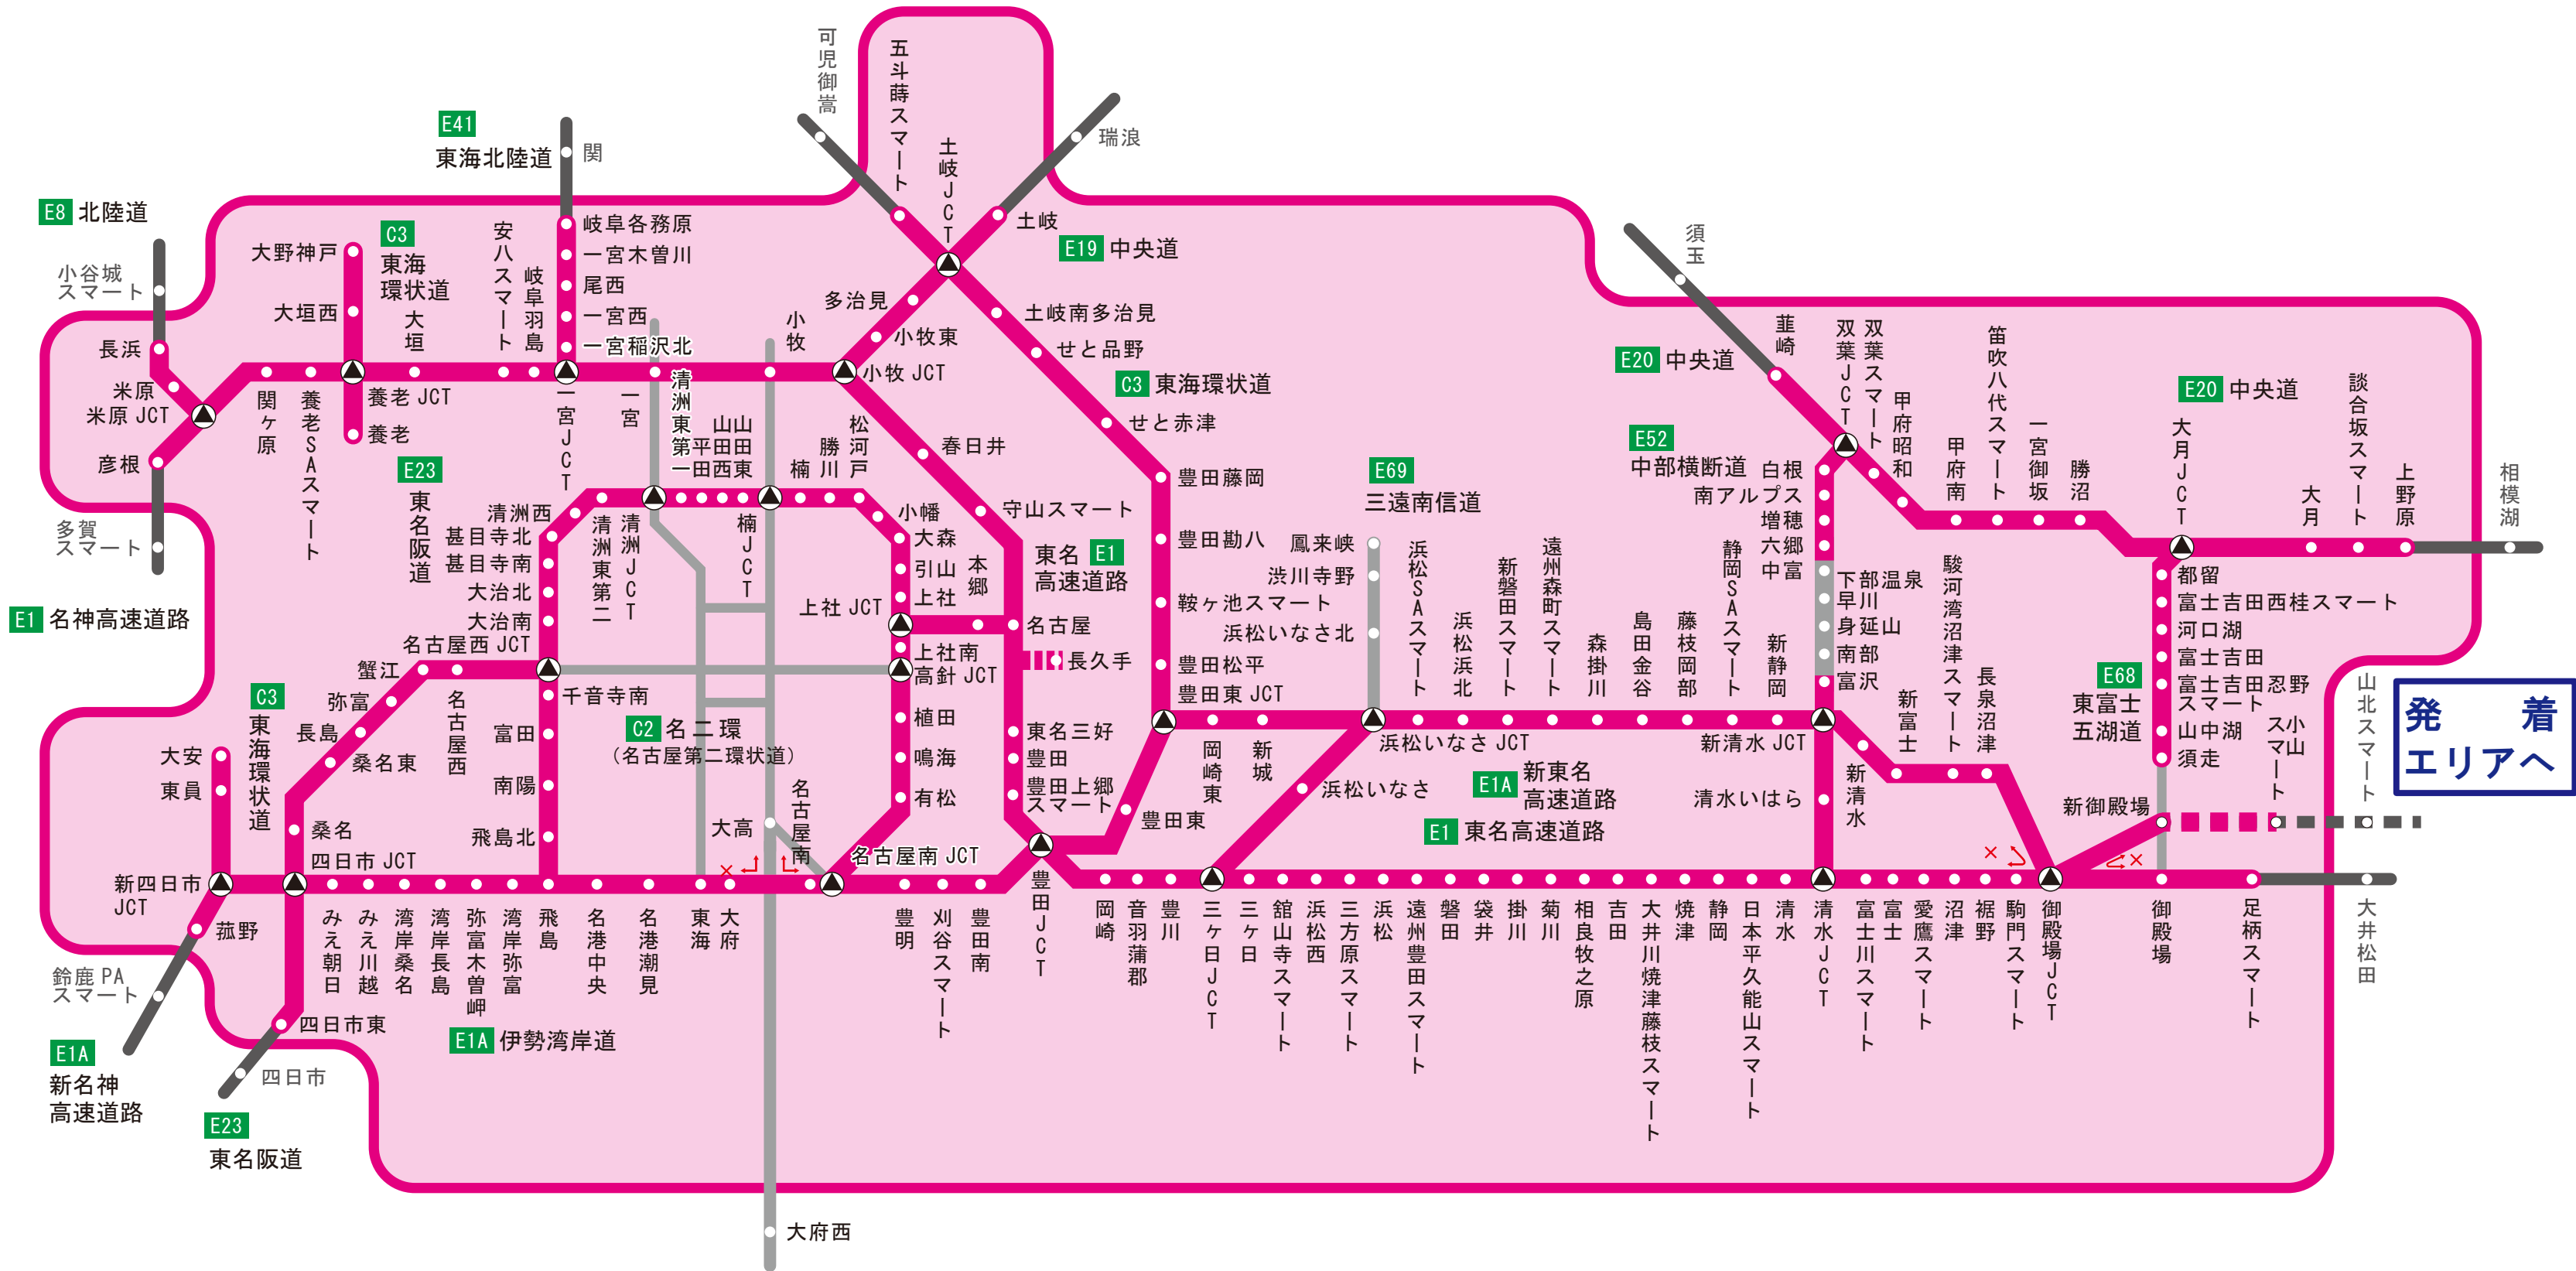 可児御嵩
五斗蒔スマート
土岐JCT
瑞浪
土岐
E19 中央道
E41
東海北陸道
関
E8 北陸道
小谷城
スマート
長浜
米原
米原 JCT
彦根
多賀
スマート
E1 名神高速道路
大野神戸
大垣西
C3
東海
環状道
大垣
安八スマート
岐阜羽島
岐阜各務原
一宮木曽川
尾西
一宮西
一宮稲沢北
関ヶ原
養老SAスマート
養老 JCT
養老
一宮JCT
一宮
小牧
小牧 JCT
多治見
小牧東
土岐南多治見
せと品野
C3 東海環状道
せと赤津
豊田藤岡
豊田勘八
鞍ヶ池スマート
豊田松平
豊田東 JCT
豊田東
E23
東名阪道
清洲東第一
平田
山田西
山田東
楠
勝川
松河戸
春日井
守山スマート
東名 E1
高速道路
清洲西
甚目寺北
甚目寺南
大治北
大治南
名古屋西 JCT
清洲東第二
清洲JCT
楠JCT
小幡
大森
引山
上社
本郷
上社 JCT
名古屋
上社南
高針 JCT
長久手
植田
鳴海
有松
東名三好
豊田
豊田上郷
スマート
蟹江
弥富
長島
桑名東
名古屋西
千音寺南
富田
南陽
飛島北
C2 名二環
（名古屋第二環状道）
C3
東海環状道
大安
東員
桑名
四日市 JCT
新四日市
JCT
菰野
鈴鹿 PA
スマート
E1A
新名神
高速道路
四日市東
四日市
E23
東名阪道
みえ朝日
みえ川越
湾岸桑名
湾岸長島
弥富木曽岬
湾岸弥富
飛島
名港中央
名港潮見
東海
大府
大高
名古屋南
名古屋南 JCT
豊明
刈谷スマート
豊田南
豊田JCT
E1A 伊勢湾岸道
大府西
岡崎
音羽蒲郡
豊川
三ヶ日JCT
三ヶ日
舘山寺スマート
浜松西
三方原スマート
浜松
遠州豊田スマート
磐田
袋井
掛川
菊川
相良牧之原
吉田
大井川焼津藤枝スマート
焼津
静岡
日本平久能山スマート
清水
清水JCT
富士川スマート
富士
愛鷹スマート
沼津
裾野
駒門スマート
御殿場JCT
御殿場
足柄スマート
大井松田
岡崎東
新城
浜松いなさ JCT
浜松いなさ
E69
三遠南信道
鳳来峡
渋川寺野
浜松いなさ北
浜松SAスマート
浜松浜北
新磐田スマート
遠州森町スマート
森掛川
島田金谷
藤枝岡部
静岡SAスマート
新静岡
新清水 JCT
E1A 新東名
高速道路
E1 東名高速道路
清水いはら
新清水
新富士
駿河湾沼津スマート
長泉沼津
新御殿場
小山
スマート
山北スマート
須玉
韮崎
E20 中央道
双葉JCT
双葉スマート
甲府昭和
甲府南
笛吹八代スマート
一宮御坂
勝沼
E20 中央道
大月JCT
大月
談合坂スマート
上野原
相模湖
E52
中部横断道
白根
南アルプス
増穂
六郷
中富
下部温泉
早川
身延山
南部
富沢
都留
富士吉田西桂スマート
河口湖
富士吉田
富士吉田忍野
スマート
山中湖
須走
E68
東富士
五湖道
発 着
エリアへ